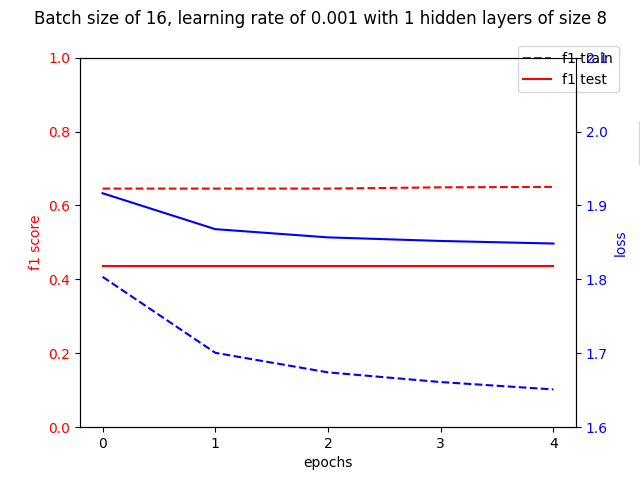 Batch size of 16, learning rate of 0.001 with 1 hidden layers of size 8
f1 train
f1 test
1.0
0.8
0.6
0.4
0.2
0.0
f1 score
2.1
2.0
1.9
1.8
1.7
1.6
loss
0 1 2 3 4
epochs